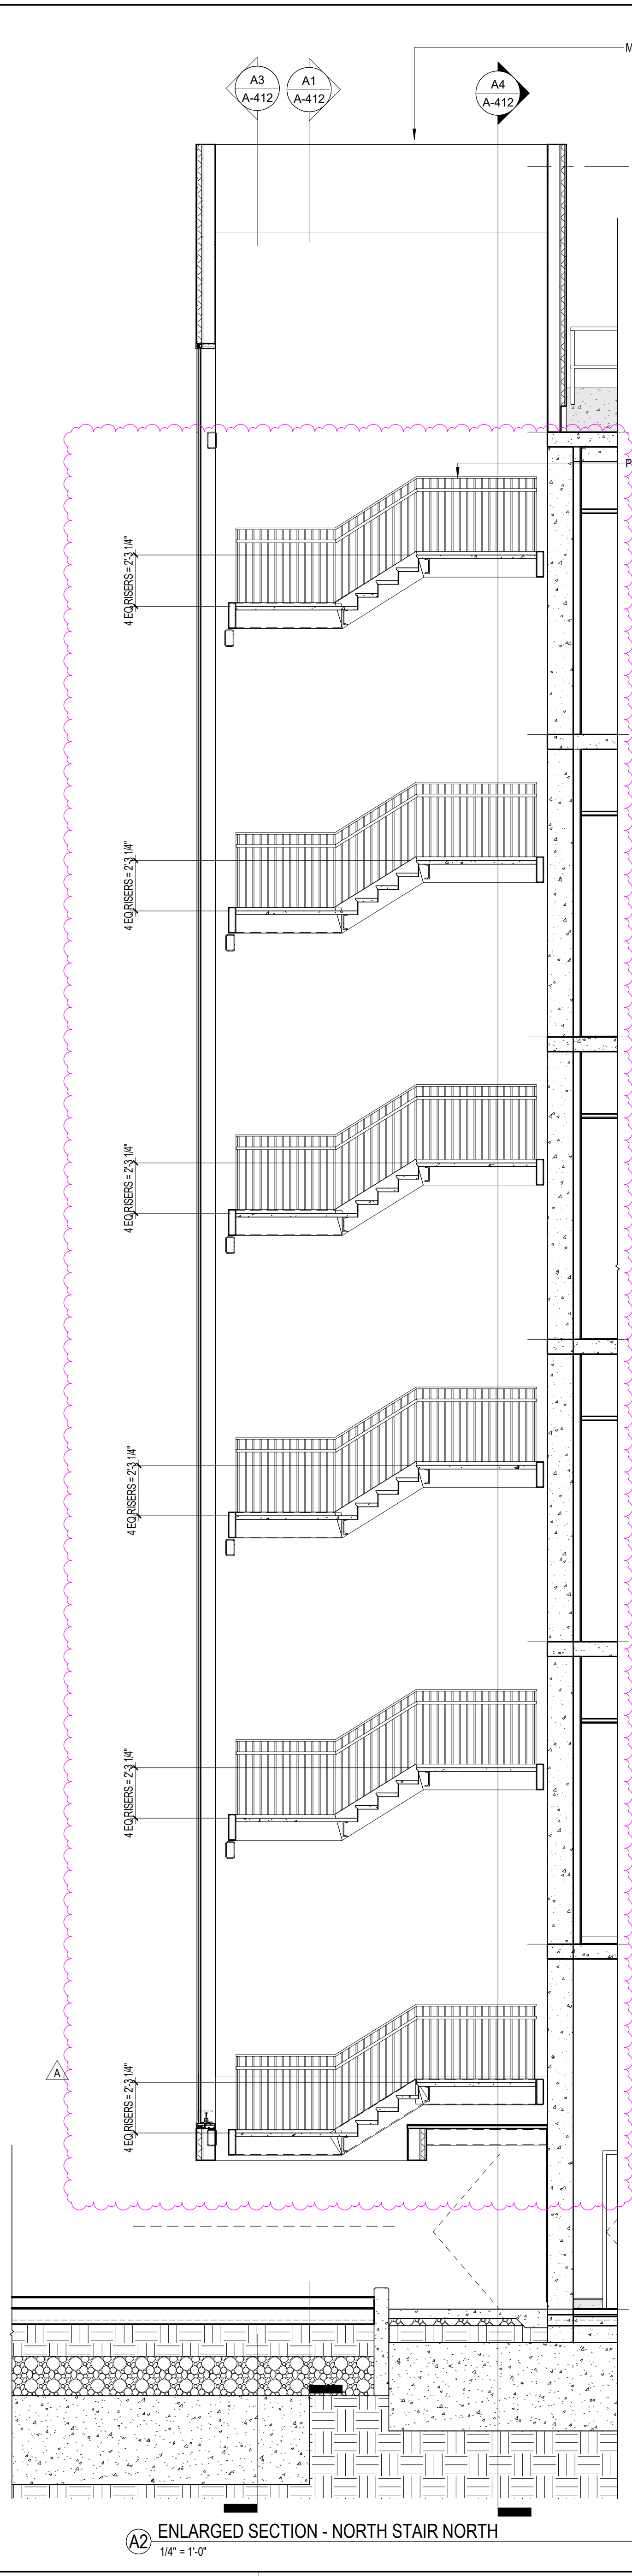 A3
A-412
A1
A-412
A4
A-412
M
P
4 EQ RISERS = 2'-3 1/4"
4 EQ RISERS = 2'-3 1/4"
4 EQ RISERS = 2'-3 1/4"
4 EQ RISERS = 2'-3 1/4"
4 EQ RISERS = 2'-3 1/4"
4 EQ RISERS = 2'-3 1/4"
A
A2 ENLARGED SECTION - NORTH STAIR NORTH
1/4" = 1'-0"